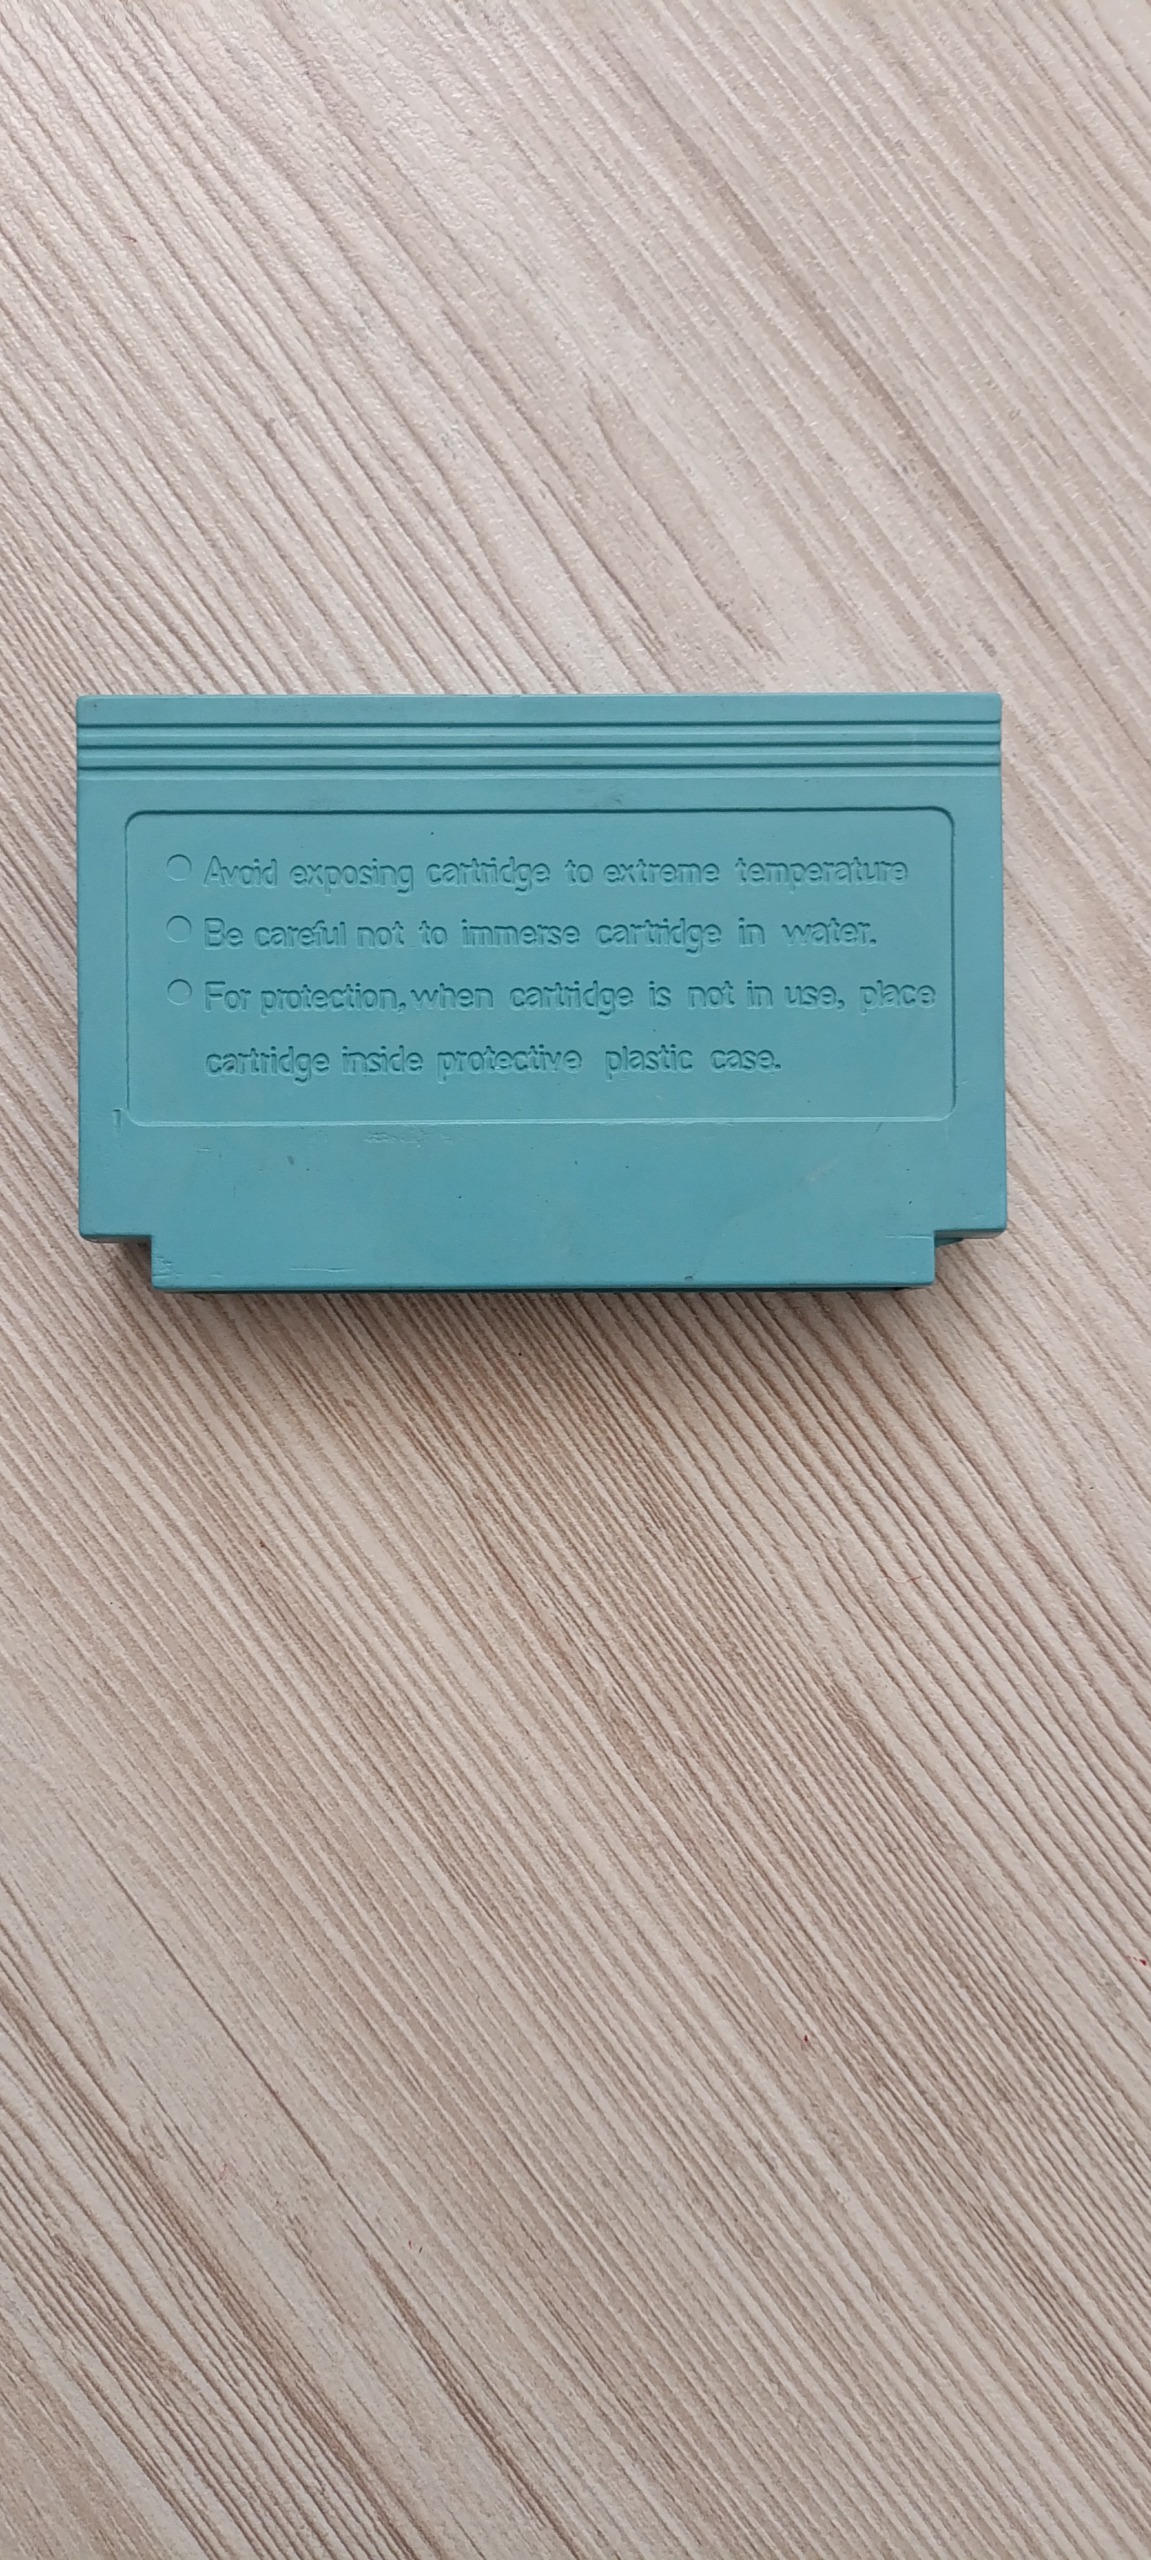 ○ Avoid exposing cartridge to extreme temperature
○ Be careful not to immerse cartridge in water.
○ For protection, when cartridge is not in use, place
cartridge inside protective plastic case.
1